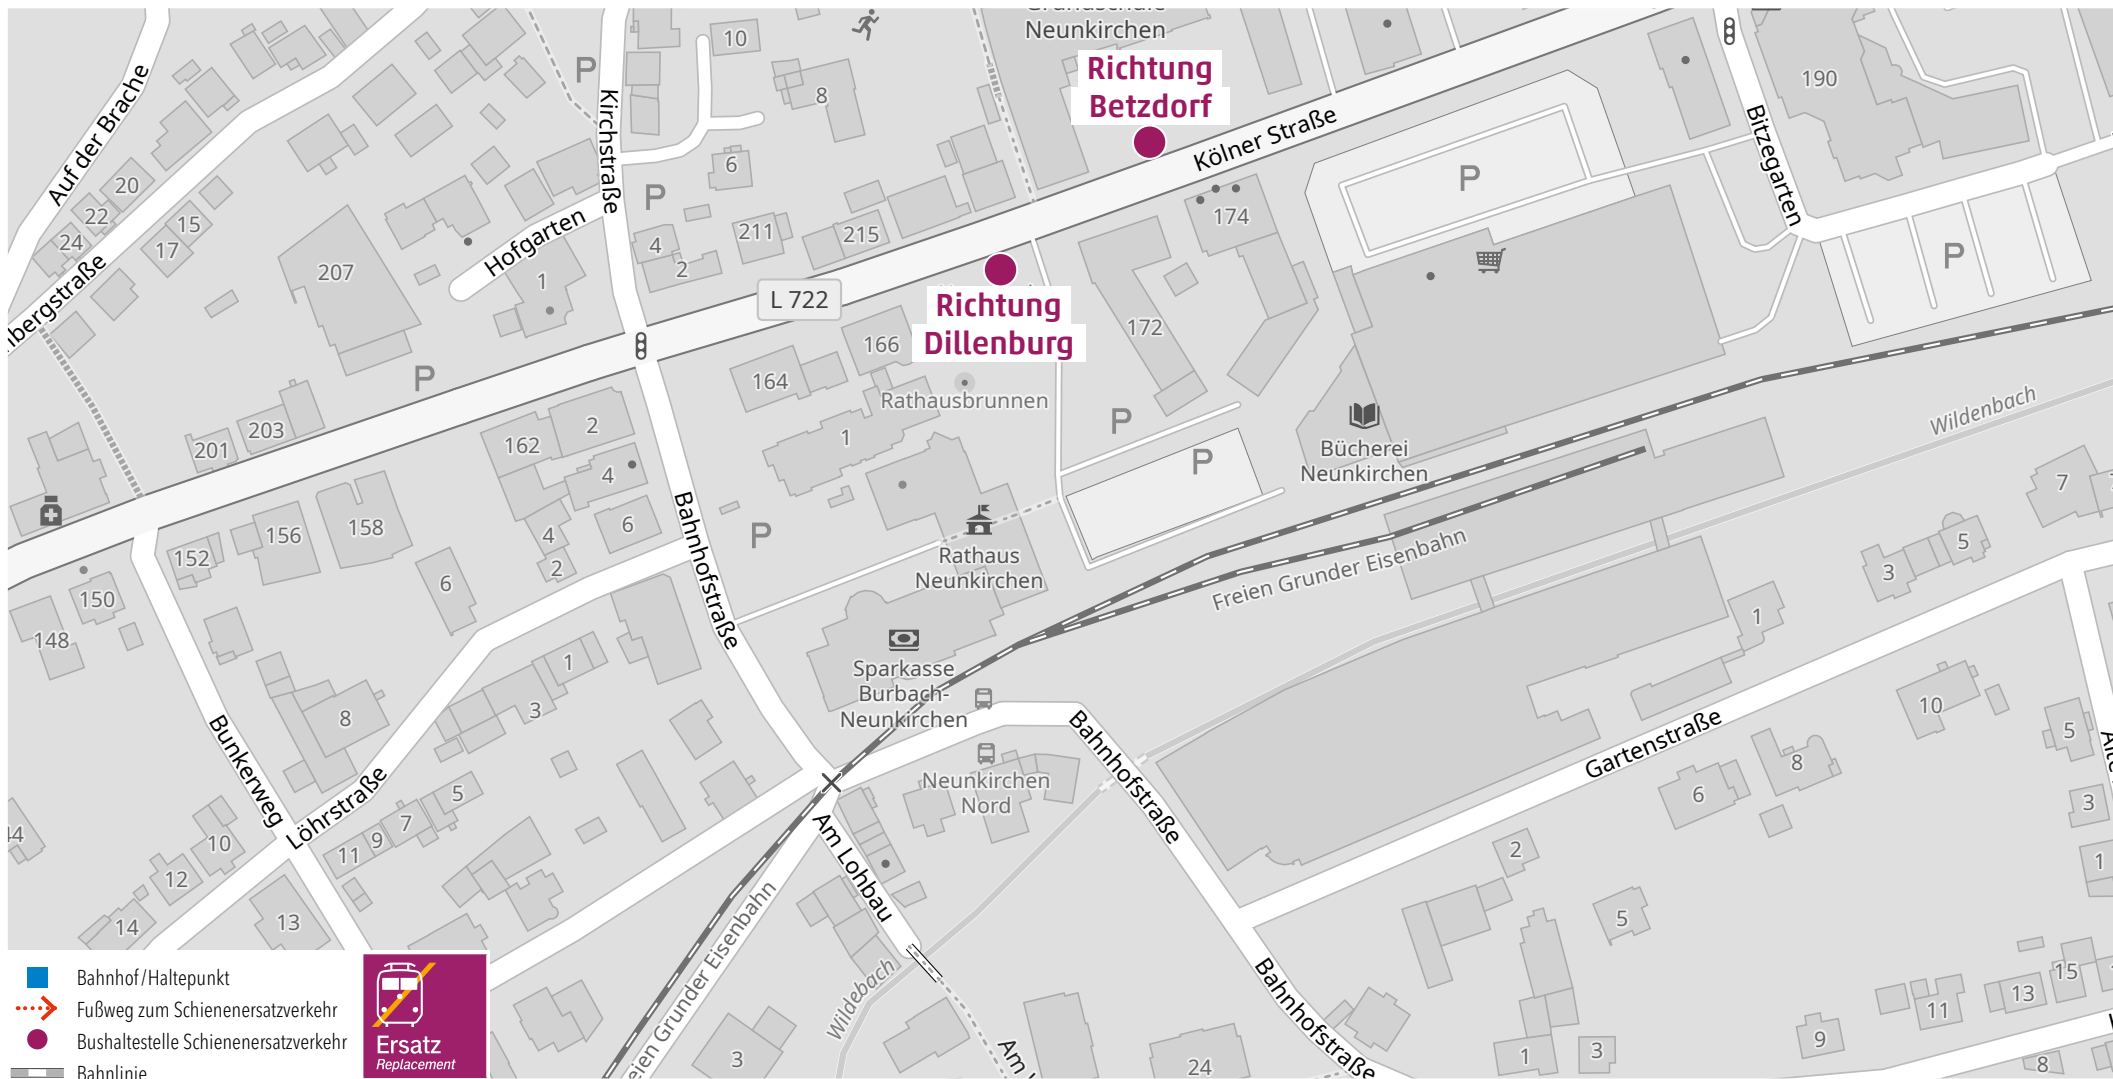 Neunkirchen
Richtung
Betzdorf
Kölner Straße
Richtung
Dillenburg
L 722
Auf der Brache
Kirchstraße
Hofgarten
Bitzegarten
Rathausbrunnen
Bücherei
Neunkirchen
Wildenbach
Freien Grunder Eisenbahn
Rathaus
Neunkirchen
Sparkasse
Burbach-
Neunkirchen
Bahnhofstraße
Bunkerweg
Löhrstraße
Neunkirchen
Nord
Bahnhofstraße
Gartenstraße
Am Lohbau
Wildebach
Bahnhofstraße
10
8
6
190
20
22
24
15
17
207
1
4
2
211
215
174
172
166
164
1
201
203
162
2
4
6
4
2
152
156
158
6
150
148
8
1
3
5
7
9
11
10
12
14
13
3
24
7
5
3
1
10
8
6
5
3
1
2
5
15
13
11
9
8
1
3
P
P
P
P
P
P
P
P
P
Bahnhof/Haltepunkt
Fußweg zum Schienenersatzverkehr
Bushaltestelle Schienenersatzverkehr
Bahnlinie
Ersatz
Replacement